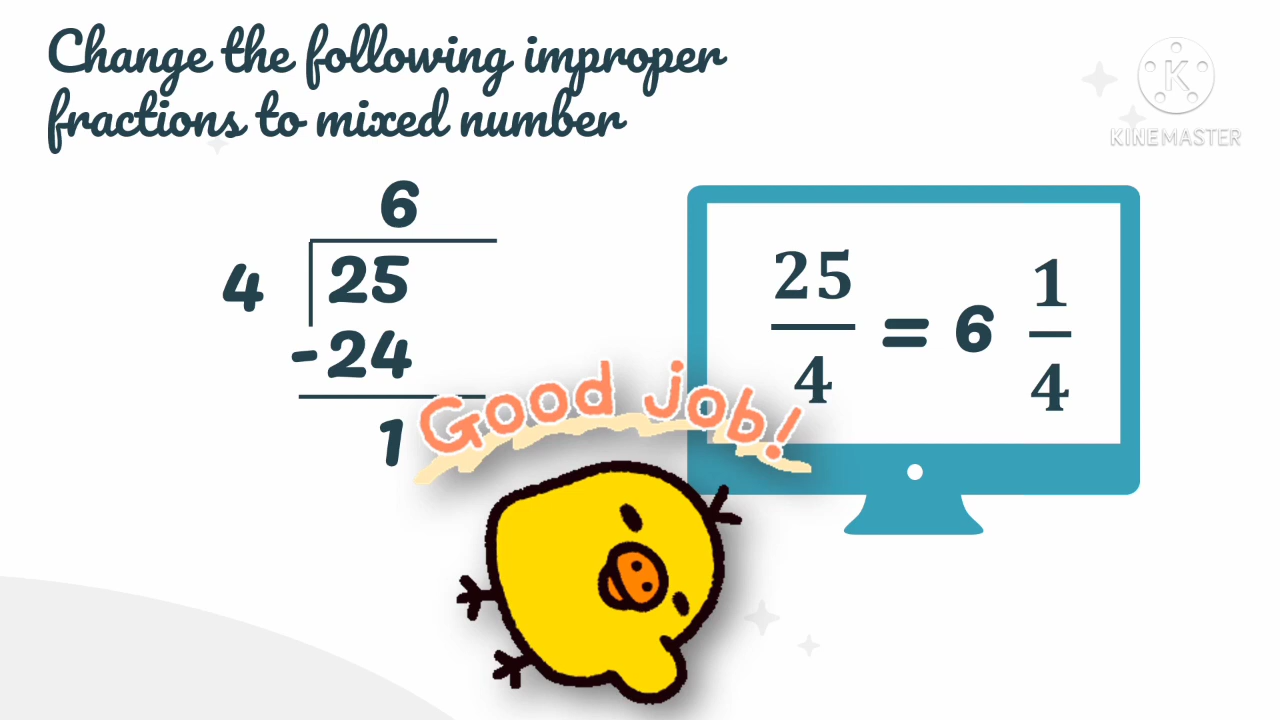 Change the following improper
fractions to mixed number
K
KINEMASTER
6
4 25
-24
1
25/4 = 6 1/4
Good job!